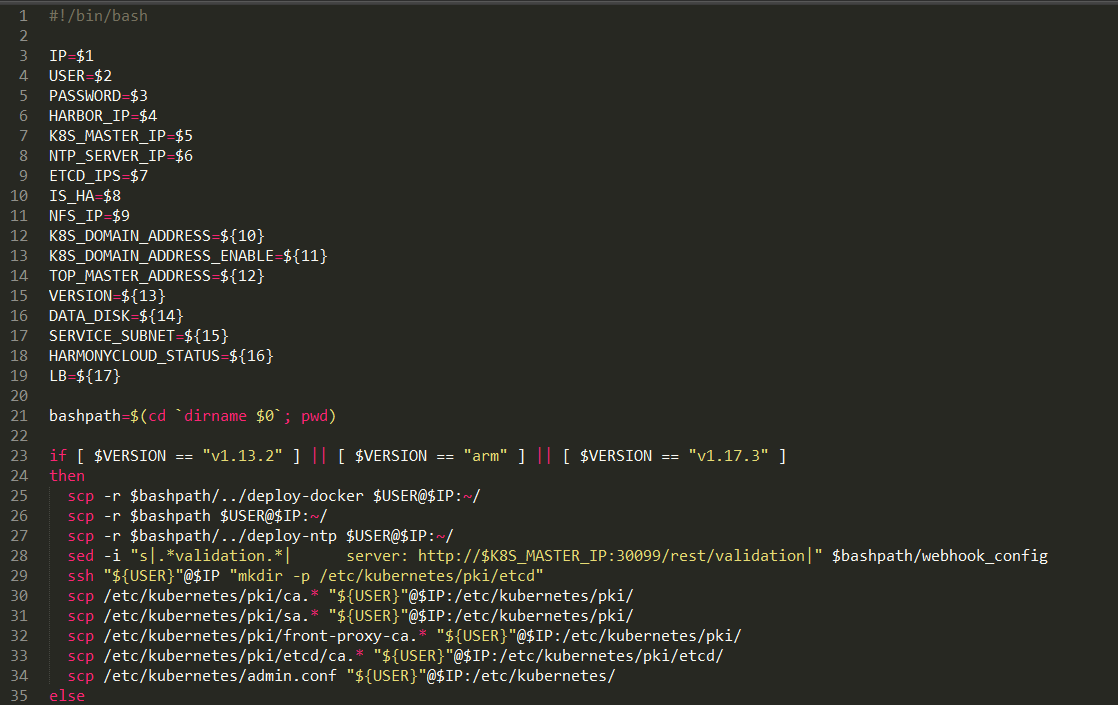 1 #!/bin/bash
2
3 IP=$1
4 USER=$2
5 PASSWORD=$3
6 HARBOR_IP=$4
7 K8S_MASTER_IP=$5
8 NTP_SERVER_IP=$6
9 ETCD_IPS=$7
10 IS_HA=$8
11 NFS_IP=$9
12 K8S_DOMAIN_ADDRESS=${10}
13 K8S_DOMAIN_ADDRESS_ENABLE=${11}
14 TOP_MASTER_ADDRESS=${12}
15 VERSION=${13}
16 DATA_DISK=${14}
17 SERVICE_SUBNET=${15}
18 HARMONYCLOUD_STATUS=${16}
19 LB=${17}
20
21 bashpath=$(cd `dirname $0`; pwd)
22
23 if [ $VERSION == "v1.13.2" ] || [ $VERSION == "arm" ] || [ $VERSION == "v1.17.3" ]
24 then
25   scp -r $bashpath/../deploy-docker $USER@$IP:~/
26   scp -r $bashpath $USER@$IP:~/
27   scp -r $bashpath/../deploy-ntp $USER@$IP:~/
28   sed -i "s|.*validation.*|      server: http://$K8S_MASTER_IP:30099/rest/validation|" $bashpath/webhook_config
29   ssh "${USER}"@$IP "mkdir -p /etc/kubernetes/pki/etcd"
30   scp /etc/kubernetes/pki/ca.* "${USER}"@$IP:/etc/kubernetes/pki/
31   scp /etc/kubernetes/pki/sa.* "${USER}"@$IP:/etc/kubernetes/pki/
32   scp /etc/kubernetes/pki/front-proxy-ca.* "${USER}"@$IP:/etc/kubernetes/pki/
33   scp /etc/kubernetes/pki/etcd/ca.* "${USER}"@$IP:/etc/kubernetes/pki/etcd/
34   scp /etc/kubernetes/admin.conf "${USER}"@$IP:/etc/kubernetes/
35 else